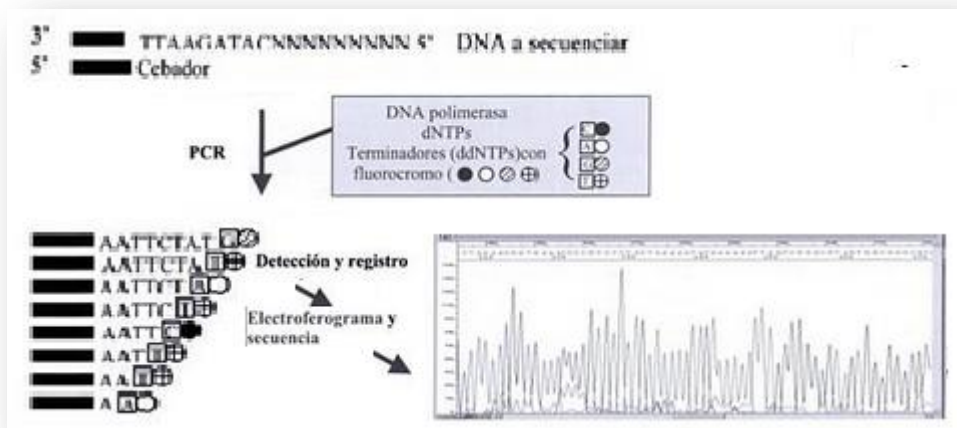 3" TTAAGATACNNNNNNNNN 5" DNA a secuenciar
5" Cebador
PCR
DNA polimerasa
dNTPs
Terminadores (ddNTPs)con
fluorocromo ( )
C
A
G
T
AATTCTAT G
AATTCTA T
AATTCT A
AATTC T
AATT C
AAT T
AA T
A A
Detección y registro
Electroferograma y
secuencia